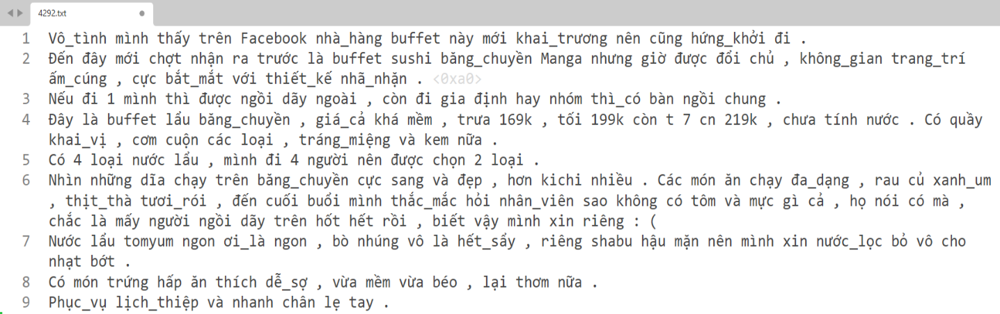 4292.txt
1 Vô_tình mình thấy trên Facebook nhà_hàng buffet này mới khai_trương nên cũng hứng_khởi đi .
2 Đến đây mới chợt nhận ra trước là buffet sushi băng_chuyền Manga nhưng giờ được đổi chủ , không_gian trang_trí
ấm_cúng , cực bắt_mắt với thiết_kế nhã_nhặn . <0xa0>
3 Nếu đi 1 mình thì được ngồi dãy ngoài , còn đi gia định hay nhóm thì_có bàn ngồi chung .
4 Đây là buffet lẩu băng_chuyền , giá_cả khá mềm , trưa 169k , tối 199k còn t 7 cn 219k , chưa tính nước . Có quầy
khai_vị , cơm cuộn các loại , tráng_miệng và kem nữa .
5 Có 4 loại nước lẩu , mình đi 4 người nên được chọn 2 loại .
6 Nhìn những dĩa chạy trên băng_chuyền cực sang và đẹp , hơn kichi nhiều . Các món ăn chạy đa_dạng , rau củ xanh_um
, thịt_thà tươi_rói , đến cuối buổi mình thắc_mắc hỏi nhân_viên sao không có tôm và mực gì cả , họ nói có mà ,
chắc là mấy người ngồi dãy trên hốt hết rồi , biết vậy mình xin riêng : (
7 Nước lẩu tomyum ngon ơi_là ngon , bò nhúng vô là hết_sẩy , riêng shabu hậu mặn nên mình xin nước_lọc bỏ vô cho
nhạt bớt .
8 Có món trứng hấp ăn thích dễ_sợ , vừa mềm vừa béo , lại thơm nữa .
9 Phục_vụ lịch_thiệp và nhanh chân lẹ tay .